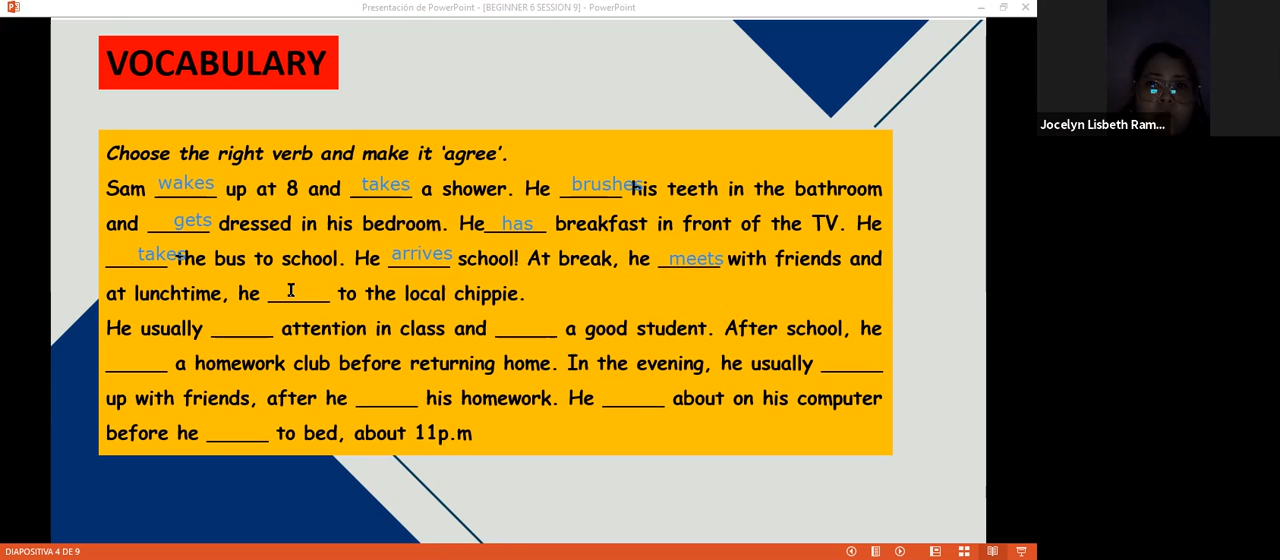 Presentación de PowerPoint - [BEGINNER 6 SESSION 9] - PowerPoint
VOCABULARY
Jocelyn Lisbeth Ram...
Choose the right verb and make it 'agree'.
Sam wakes up at 8 and takes a shower. He brushes his teeth in the bathroom
and gets dressed in his bedroom. He has breakfast in front of the TV. He
takes the bus to school. He arrives school! At break, he meets with friends and
at lunchtime, he ______ to the local chippie.
He usually ______ attention in class and ______ a good student. After school, he
______ a homework club before returning home. In the evening, he usually ______
up with friends, after he ______ his homework. He ______ about on his computer
before he ______ to bed, about 11p.m
DIAPOSITIVA 4 DE 9